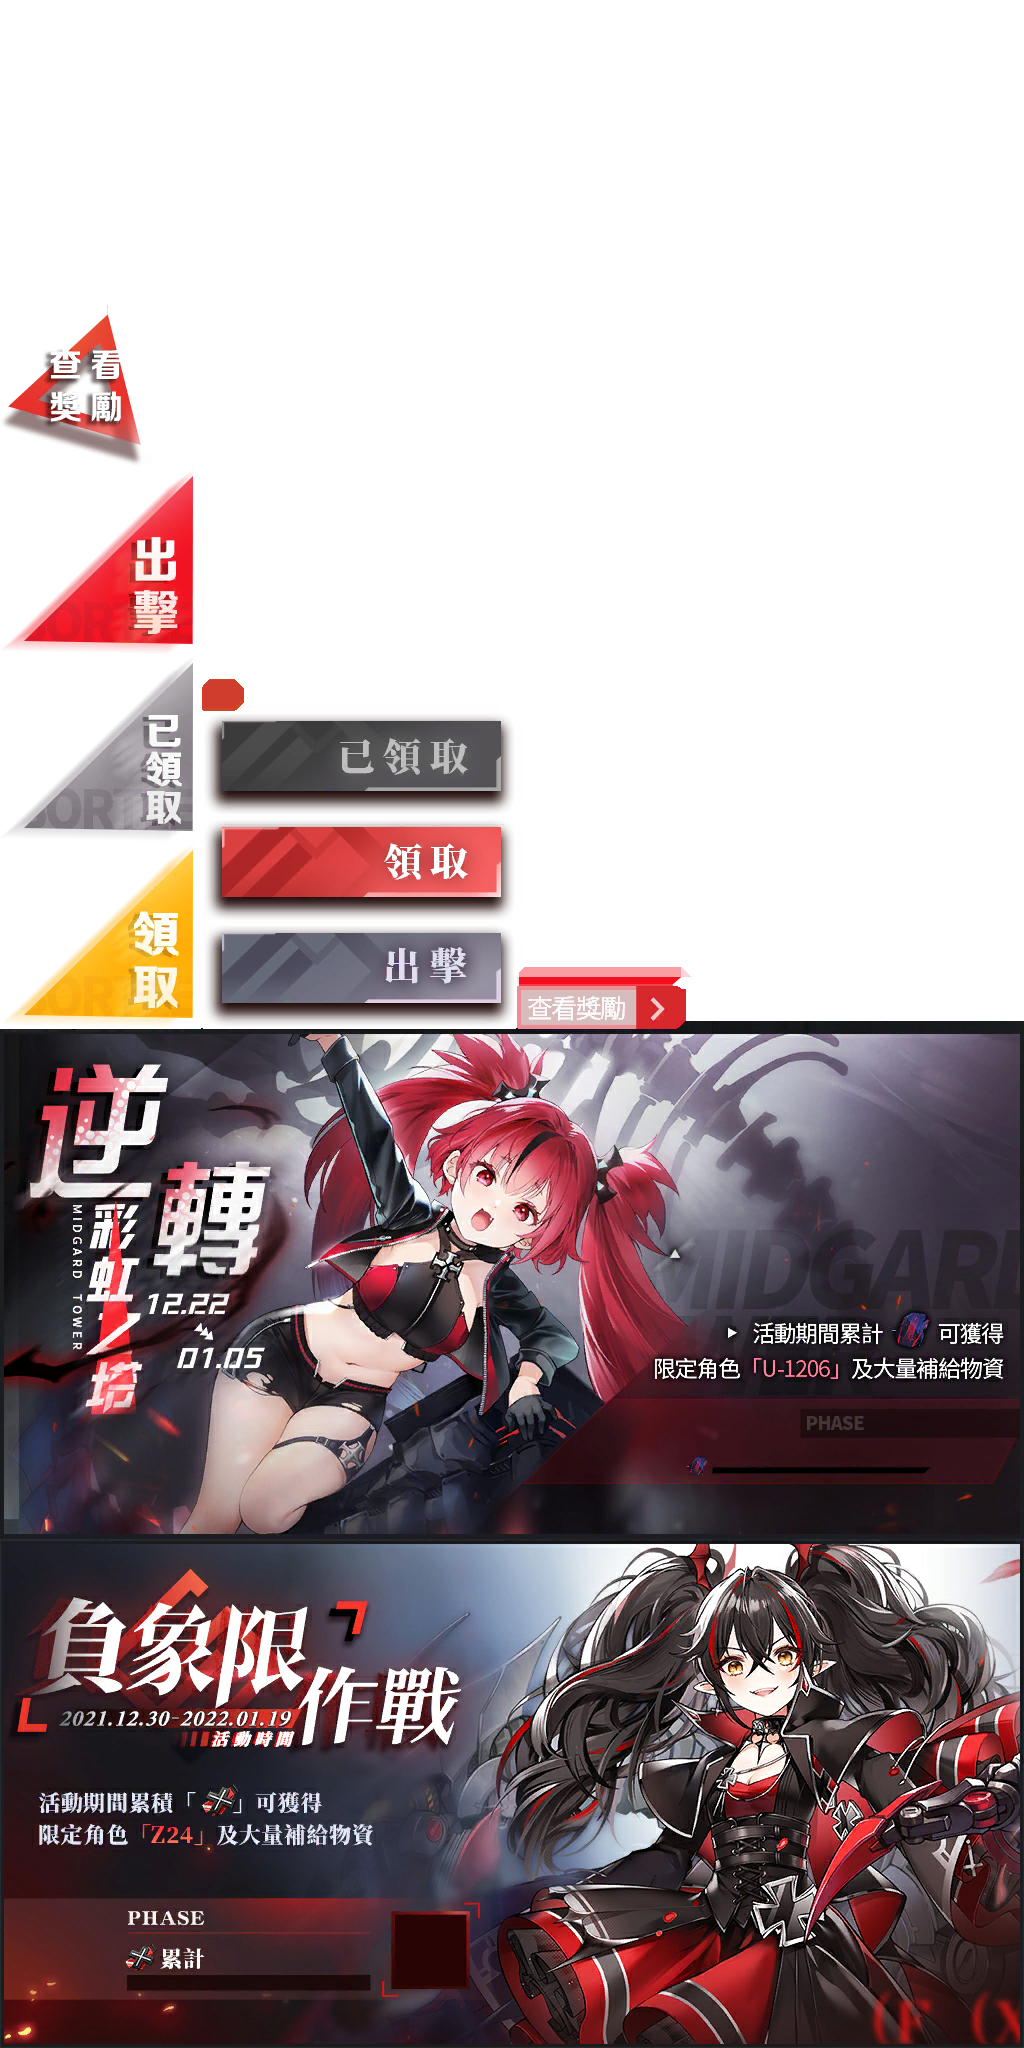 查看
獎勵
出擊
SORTIE
已領取
SORTIE
領取
SORTIE
已領取
領取
出擊
查看獎勵
逆轉
彩虹之塔
MIDGARD TOWER
12.22
01.05
MIDGARD
活動期間累計 可獲得
限定角色「U-1206」及大量補給物資
PHASE
負象限
作戰
2021.12.30-2022.01.19
活動時間
活動期間累積「 」可獲得
限定角色「Z24」及大量補給物資
PHASE
累計